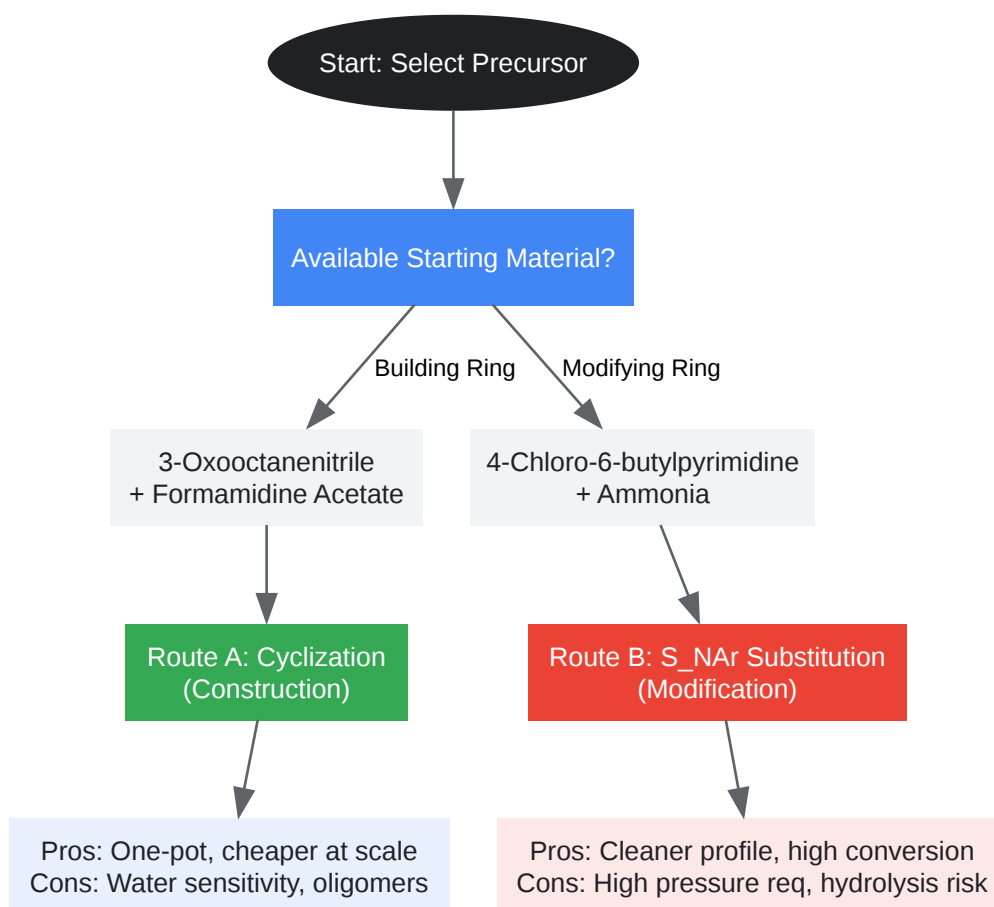 Start: Select Precursor
Available Starting Material?
Building Ring
Modifying Ring
3-Oxooctanenitrile
+ Formamidine Acetate
4-Chloro-6-butylpyrimidine
+ Ammonia
Route A: Cyclization
(Construction)
Route B: S_NAr Substitution
(Modification)
Pros: One-pot, cheaper at scale
Cons: Water sensitivity, oligomers
Pros: Cleaner profile, high conversion
Cons: High pressure req, hydrolysis risk